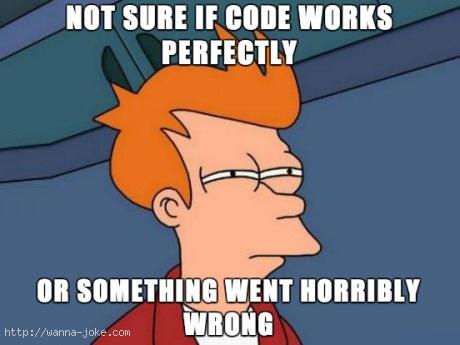 NOT SURE IF CODE WORKS
PERFECTLY
OR SOMETHING WENT HORRIBLY
WRONG
http://wanna-joke.com